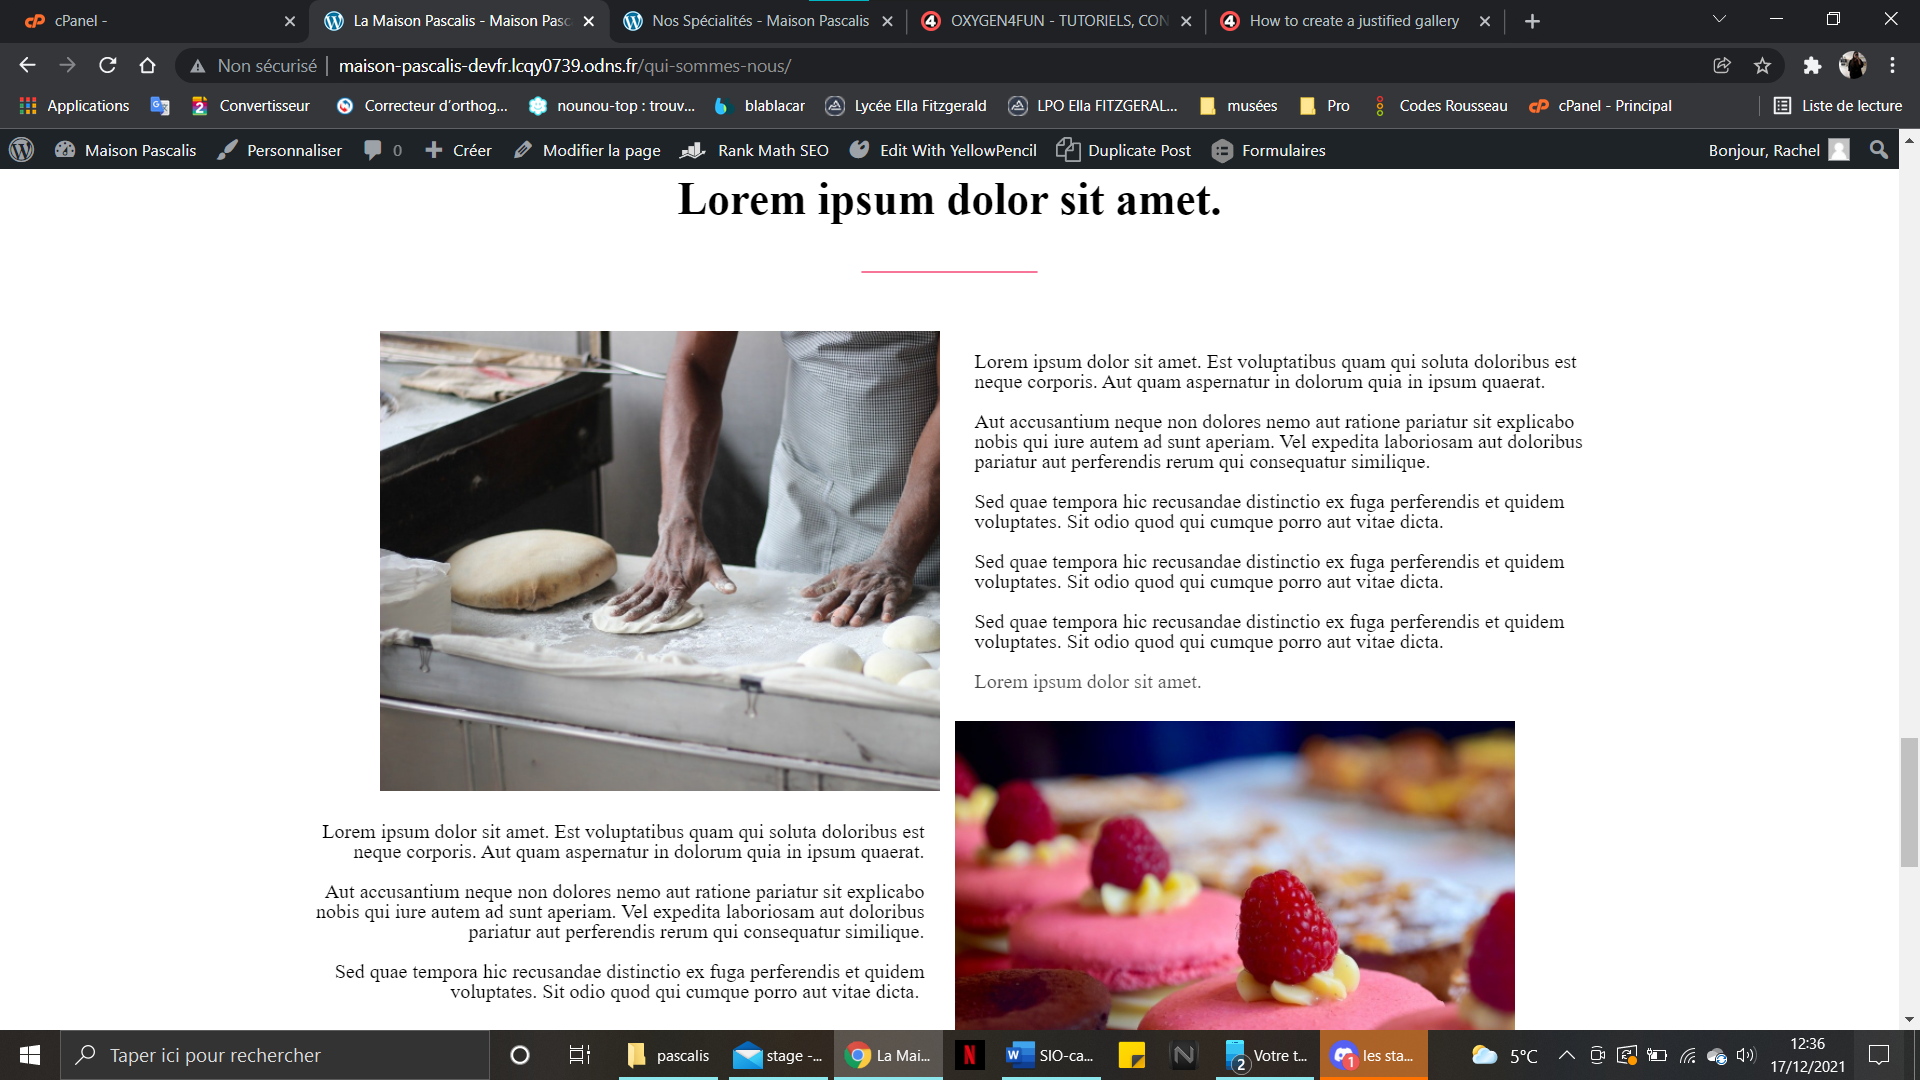 cPanel -
La Maison Pascalis - Maison Pasc
Nos Spécialités - Maison Pascalis
OXYGEN4FUN - TUTORIELS, CON
How to create a justified gallery
Non sécurisé
maison-pascalis-devfr.lcqy0739.odns.fr/qui-sommes-nous/
Applications
Convertisseur
Correcteur d'orthog...
nounou-top : trouv...
blablacar
Lycée Ella Fitzgerald
LPO Ella FITZGERAL...
musées
Pro
Codes Rousseau
cPanel - Principal
Liste de lecture
Maison Pascalis
Personnaliser
0
Créer
Modifier la page
Rank Math SEO
Edit With YellowPencil
Duplicate Post
Formulaires
Bonjour, Rachel
Lorem ipsum dolor sit amet.
Lorem ipsum dolor sit amet. Est voluptatibus quam qui soluta doloribus est
neque corporis. Aut quam aspernatur in dolorum quia in ipsum quaerat.
Aut accusantium neque non dolores nemo aut ratione pariatur sit explicabo
nobis qui iure autem ad sunt aperiam. Vel expedita laboriosam aut doloribus
pariatur aut perferendis rerum qui consequatur similique.
Sed quae tempora hic recusandae distinctio ex fuga perferendis et quidem
voluptates. Sit odio quod qui cumque porro aut vitae dicta.
Sed quae tempora hic recusandae distinctio ex fuga perferendis et quidem
voluptates. Sit odio quod qui cumque porro aut vitae dicta.
Sed quae tempora hic recusandae distinctio ex fuga perferendis et quidem
voluptates. Sit odio quod qui cumque porro aut vitae dicta.
Lorem ipsum dolor sit amet.
Lorem ipsum dolor sit amet. Est voluptatibus quam qui soluta doloribus est
neque corporis. Aut quam aspernatur in dolorum quia in ipsum quaerat.
Aut accusantium neque non dolores nemo aut ratione pariatur sit explicabo
nobis qui iure autem ad sunt aperiam. Vel expedita laboriosam aut doloribus
pariatur aut perferendis rerum qui consequatur similique.
Sed quae tempora hic recusandae distinctio ex fuga perferendis et quidem
voluptates. Sit odio quod qui cumque porro aut vitae dicta.
Taper ici pour rechercher
pascalis
stage -...
La Mai...
SIO-ca...
Votre t...
2
les sta...
1
5°C
12:36
17/12/2021